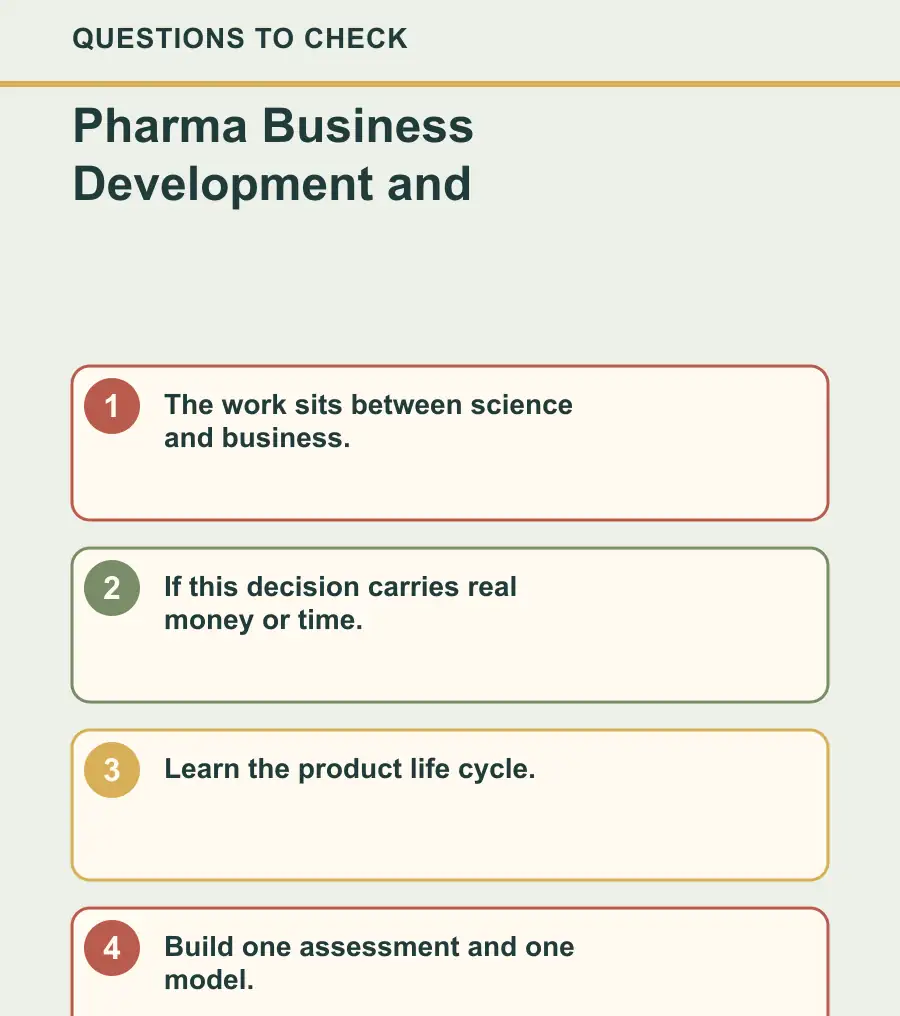 QUESTIONS TO CHECK
Pharma Business
Development and
1
The work sits between science
and business.
2
If this decision carries real
money or time.
3
Learn the product life cycle.
4
Build one assessment and one
model.